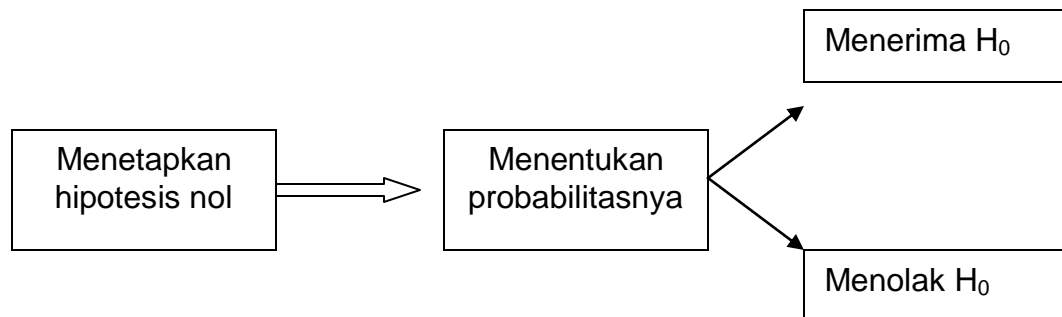 Menerima H₀
Menetapkan
hipotesis nol
Menentukan
probabilitasnya
Menolak H₀